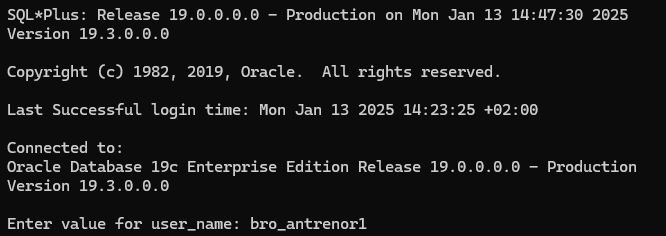 SQL*Plus: Release 19.0.0.0.0 - Production on Mon Jan 13 14:47:30 2025
Version 19.3.0.0.0
Copyright (c) 1982, 2019, Oracle.  All rights reserved.
Last Successful login time: Mon Jan 13 2025 14:23:25 +02:00
Connected to:
Oracle Database 19c Enterprise Edition Release 19.0.0.0.0 - Production
Version 19.3.0.0.0
Enter value for user_name: bro_antrenor1